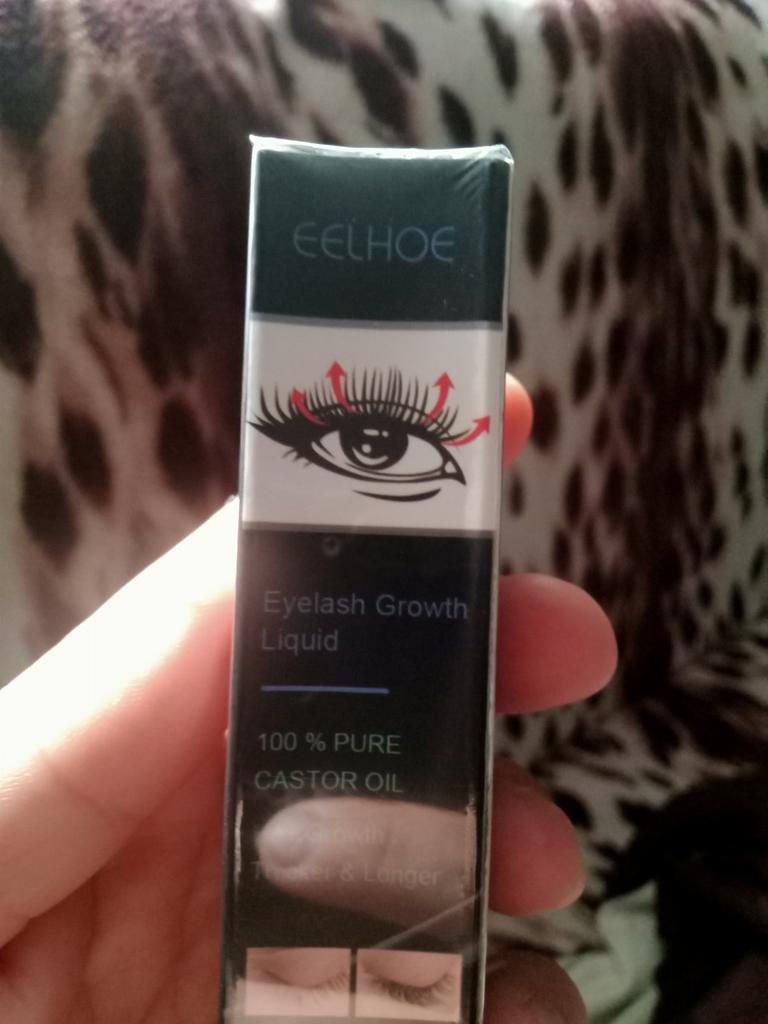 EELHOE
Eyelash Growth
Liquid
100 % PURE
CASTOR OIL
Growth
Thicker & Longer